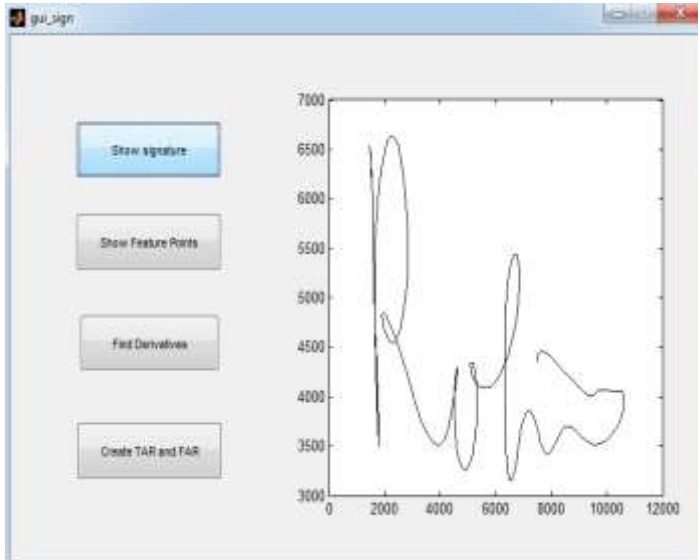 gui_sign
Show signature
Show Feature Points
Find Derivatives
Create TAR and FAR
7000
6500
6000
5500
5000
4500
4000
3500
3000
0 2000 4000 6000 8000 10000 12000